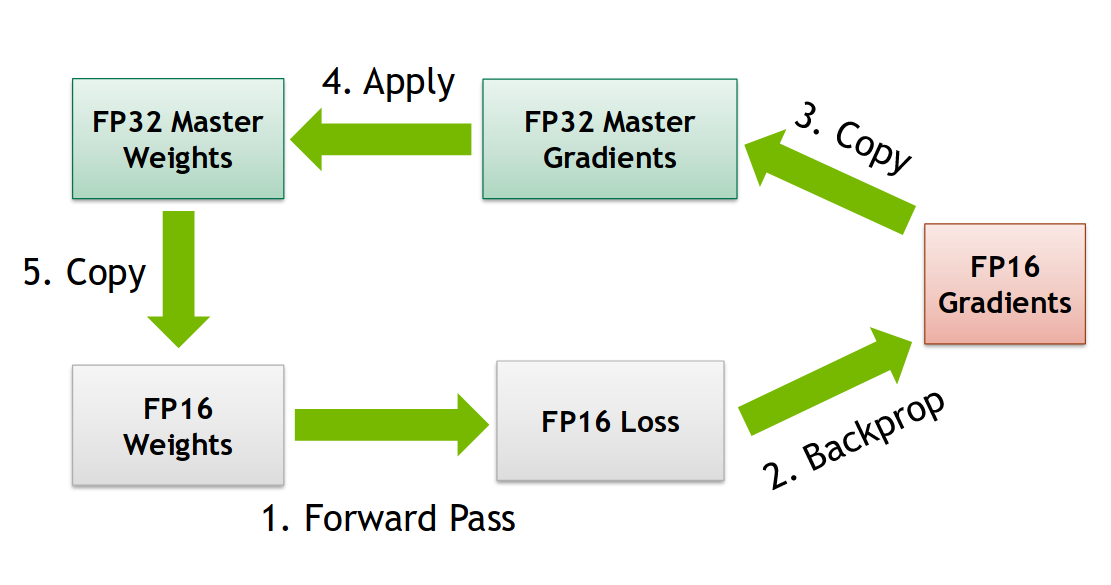 4. Apply
FP32 Master
Weights
FP32 Master
Gradients
3. Copy
5. Copy
FP16
Gradients
FP16
Weights
FP16 Loss
2. Backprop
1. Forward Pass